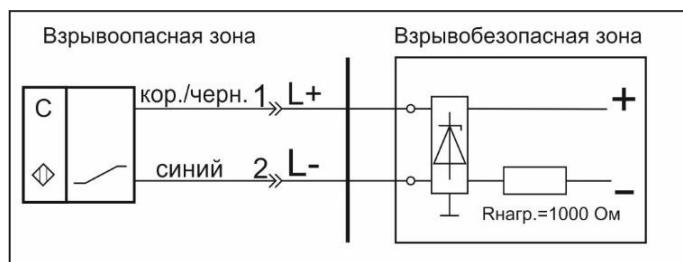 Взрывоопасная зона
Взрывобезопасная зона
кор./черн. 1 L+
+
С
синий 2 L-
−
Rнагр.=1000 Ом